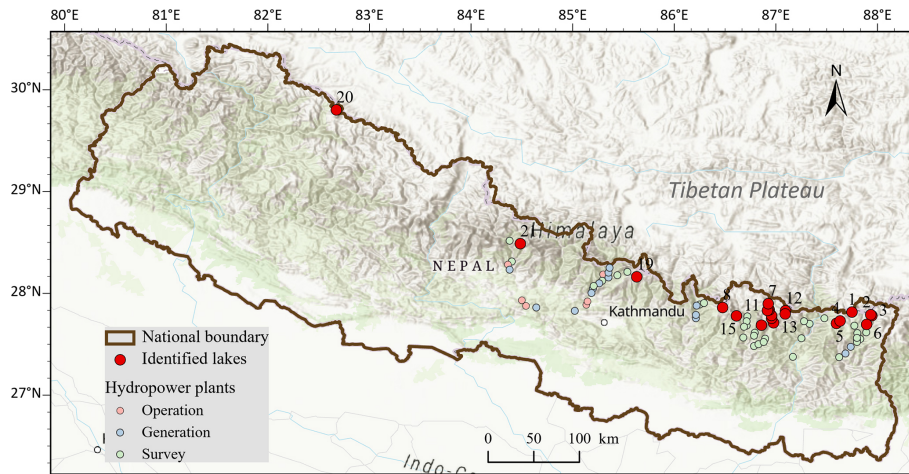 80°E 81°E 82°E 83°E 84°E 85°E 86°E 87°E 88°E
30°N
29°N
28°N
27°N
N
20
Tibetan Plateau
21
Himalaya
NEPAL
19
Kathmandu
8
7
11
12
15
13
4
5
1
2
3
6
National boundary
Identified lakes
Hydropower plants
Operation
Generation
Survey
0 50 100 km